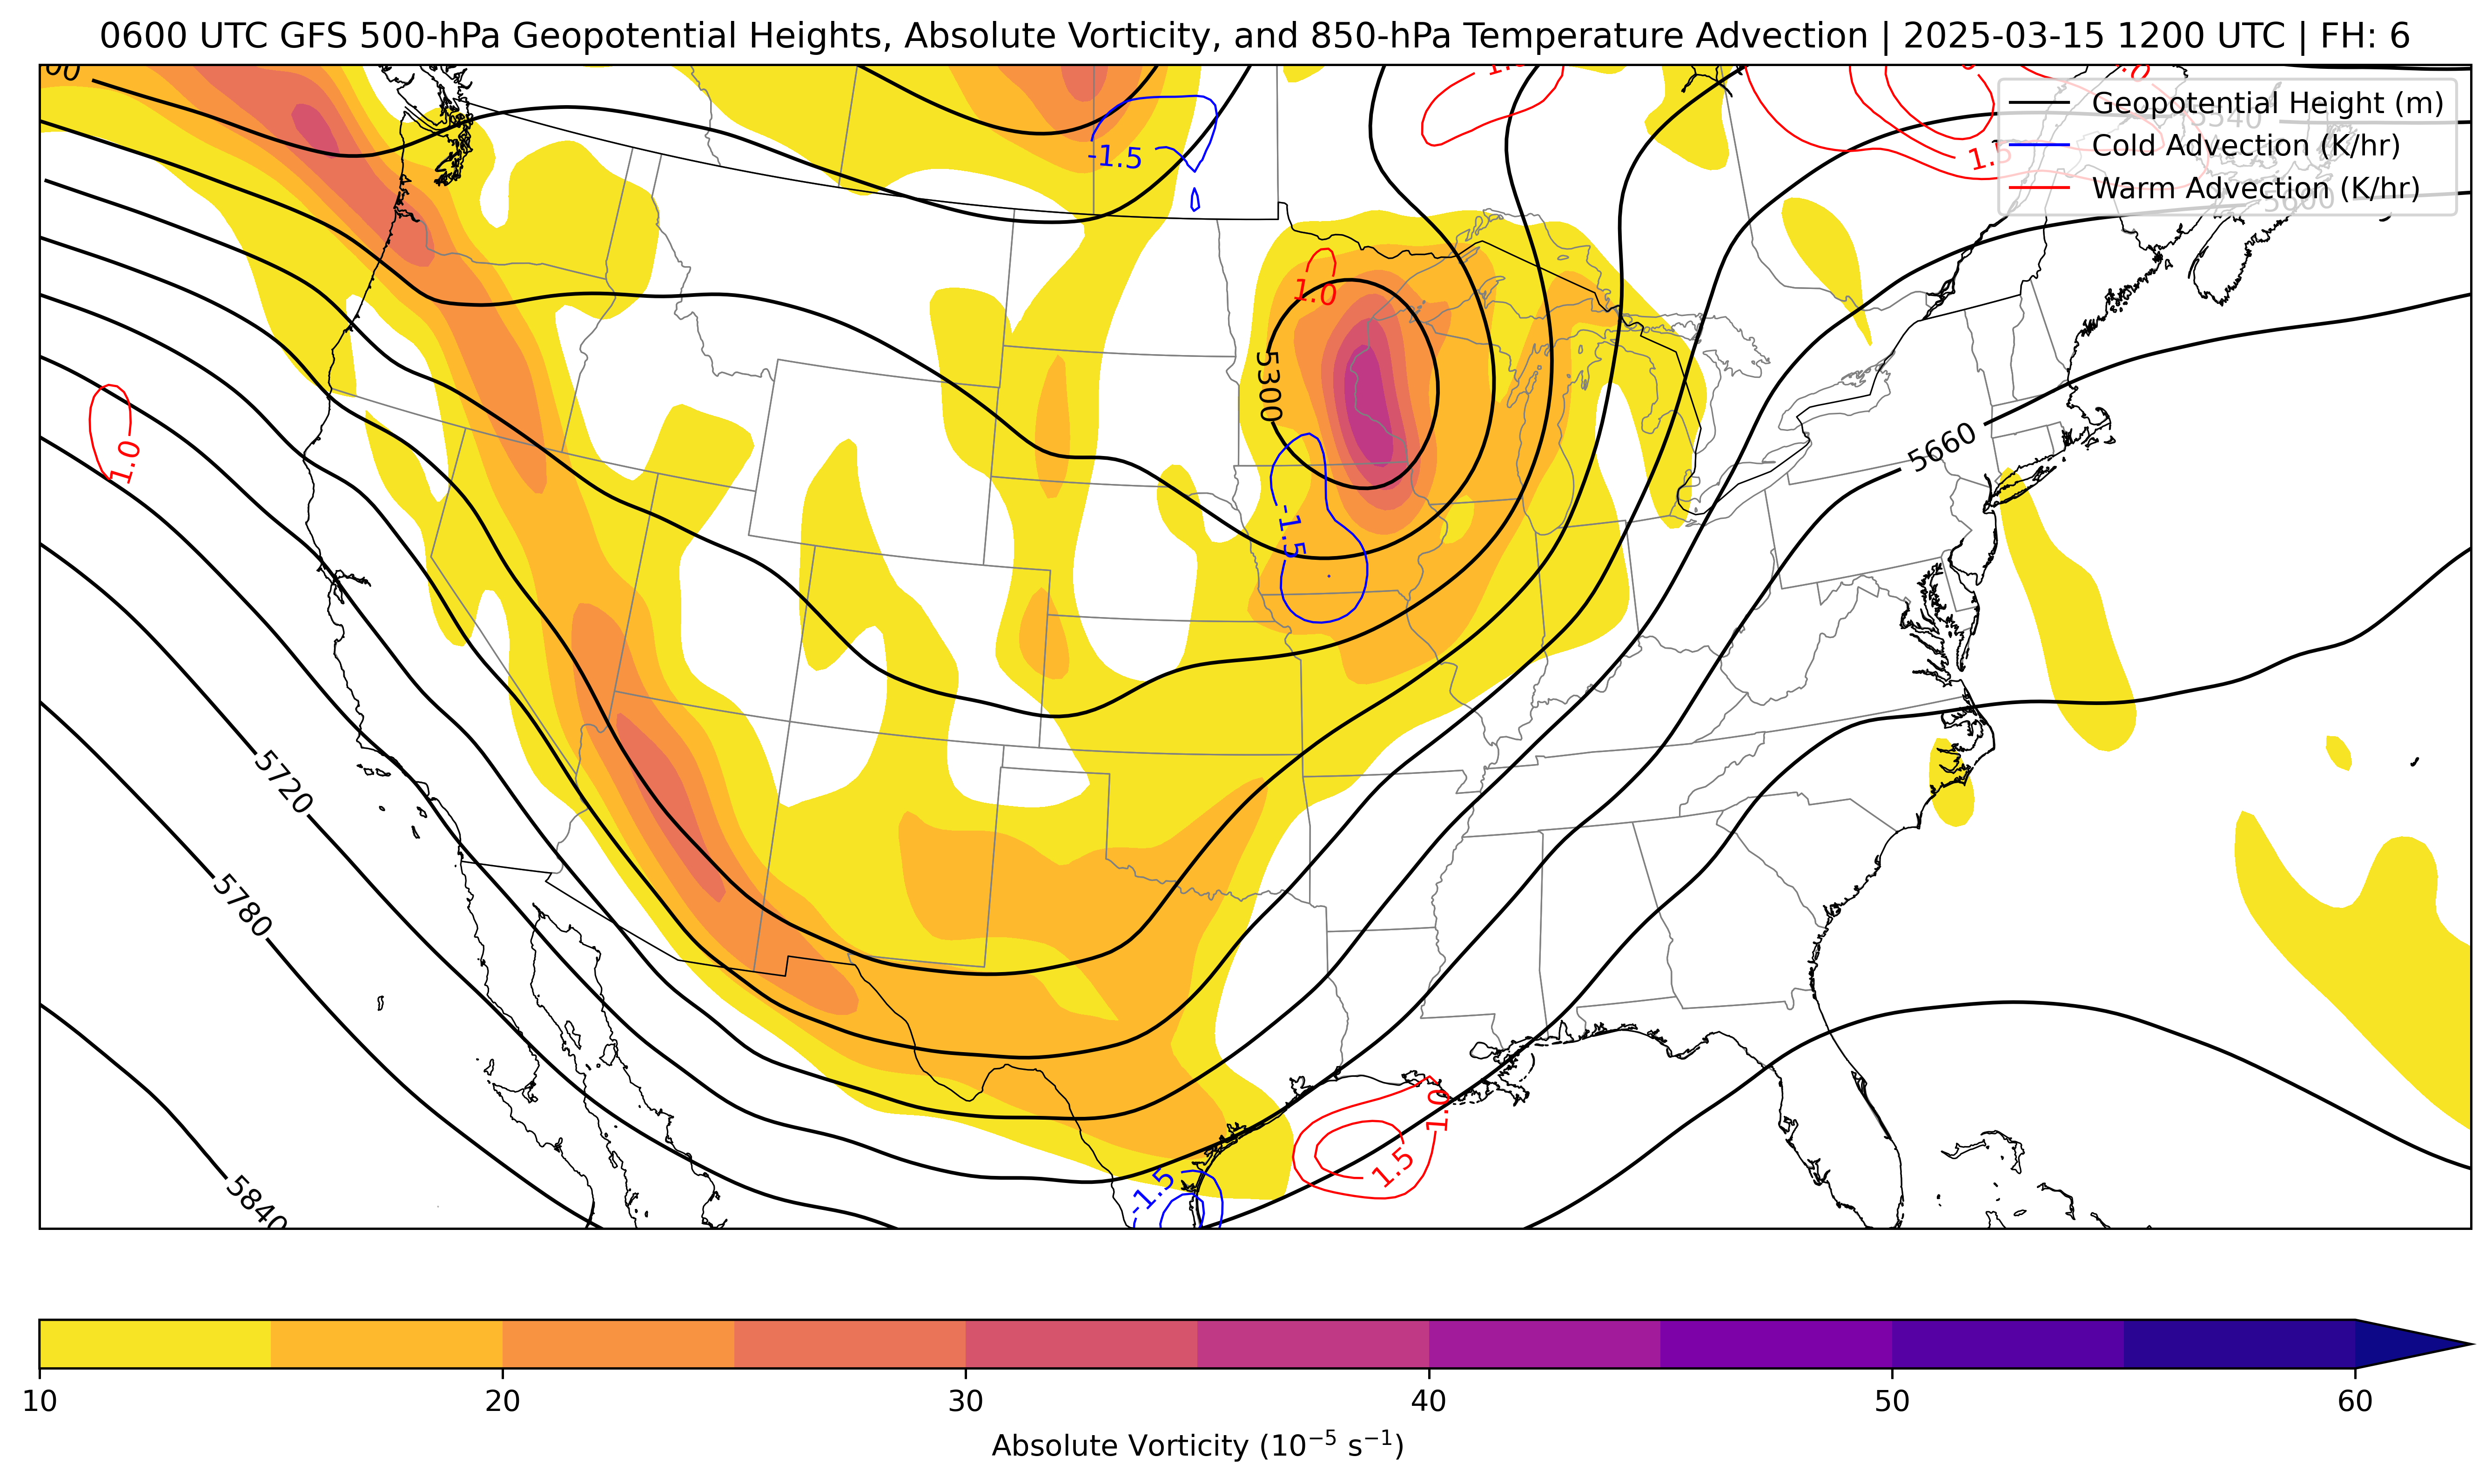 0600 UTC GFS 500-hPa Geopotential Heights, Absolute Vorticity, and 850-hPa Temperature Advection | 2025-03-15 1200 UTC | FH: 6
Geopotential Height (m)
Cold Advection (K/hr)
Warm Advection (K/hr)
5540
5600
-1.5
1.5
1.0
1.0
5300
1.0
5660
-1.5
5720
5780
1.0
1.5
-1.5
5840
10 20 30 40 50 60
Absolute Vorticity (10⁻⁵ s⁻¹)